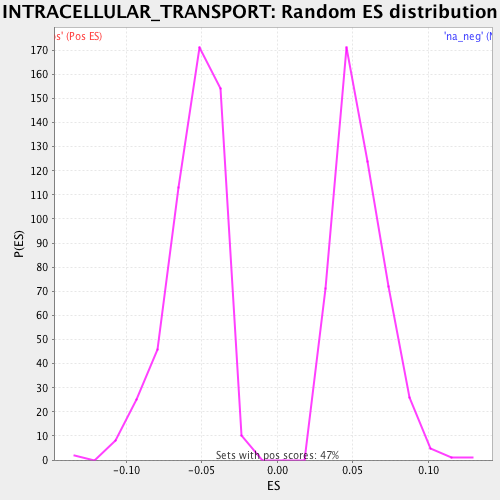 INTRACELLULAR_TRANSPORT: Random ES distribution
os' (Pos ES)
'na_neg' (N
170
160
150
140
130
120
110
100
90
80
70
60
50
40
30
20
10
0
P(ES)
Sets with pos scores: 47%
-0.10 -0.05 0.00 0.05 0.10
ES